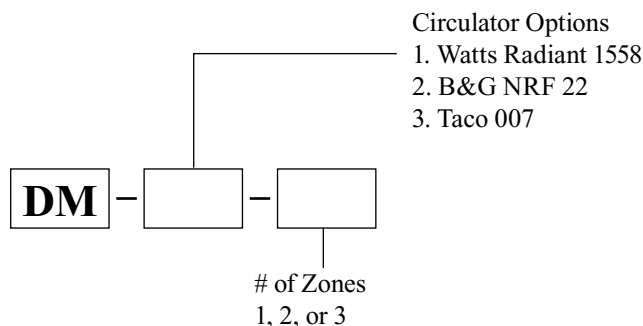 Circulator Options
1. Watts Radiant 1558
2. B&G NRF 22
3. Taco 007
DM – –
# of Zones
1, 2, or 3